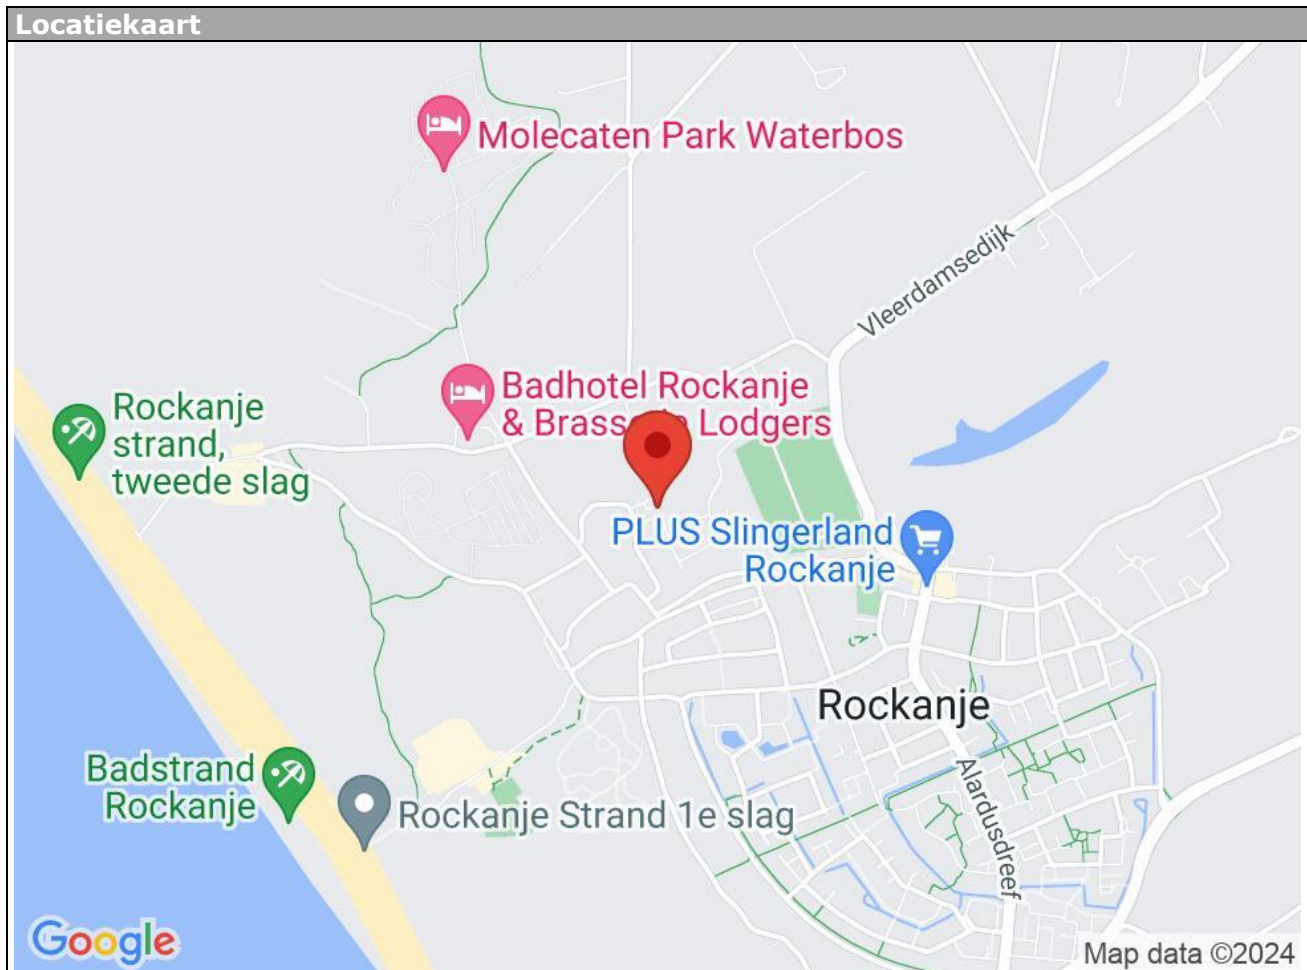 Locatiekaart
Molecaten Park Waterbos
Vleerdamsedijk
Badhotel Rockanje
& Brasserie Lodgers
Rockanje
strand,
tweede slag
PLUS Slingerland
Rockanje
Rockanje
Badstrand
Rockanje
Rockanje Strand 1e slag
Alardusdreef
Google
Map data ©2024